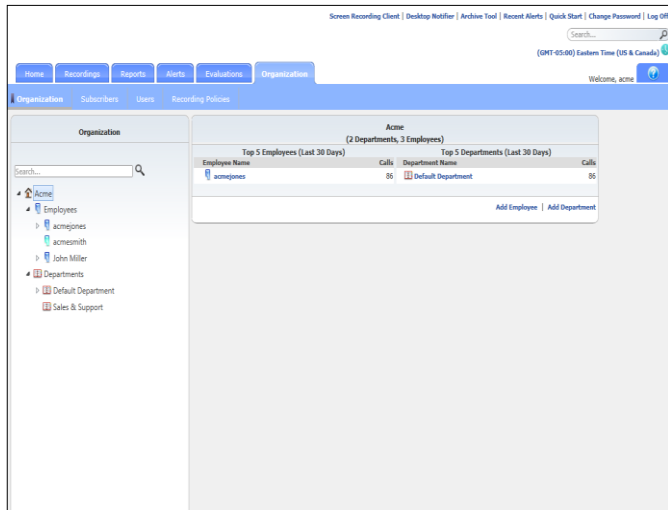 Screen Recording Client | Desktop Notifier | Archive Tool | Recent Alerts | Quick Start | Change Password | Log Off
Search...
(GMT-05:00) Eastern Time (US & Canada)
Home Recordings Reports Alerts Evaluations Organization
Welcome, acme
Organization Subscribers Users Recording Policies
Organization
Search...
Acme
Employees
acmejones
acmesmith
John Miller
Departments
Default Department
Sales & Support
Acme
(2 Departments, 3 Employees)
Top 5 Employees (Last 30 Days) Top 5 Departments (Last 30 Days)
Employee Name Calls Department Name Calls
acmejones 86 Default Department 86
Add Employee | Add Department